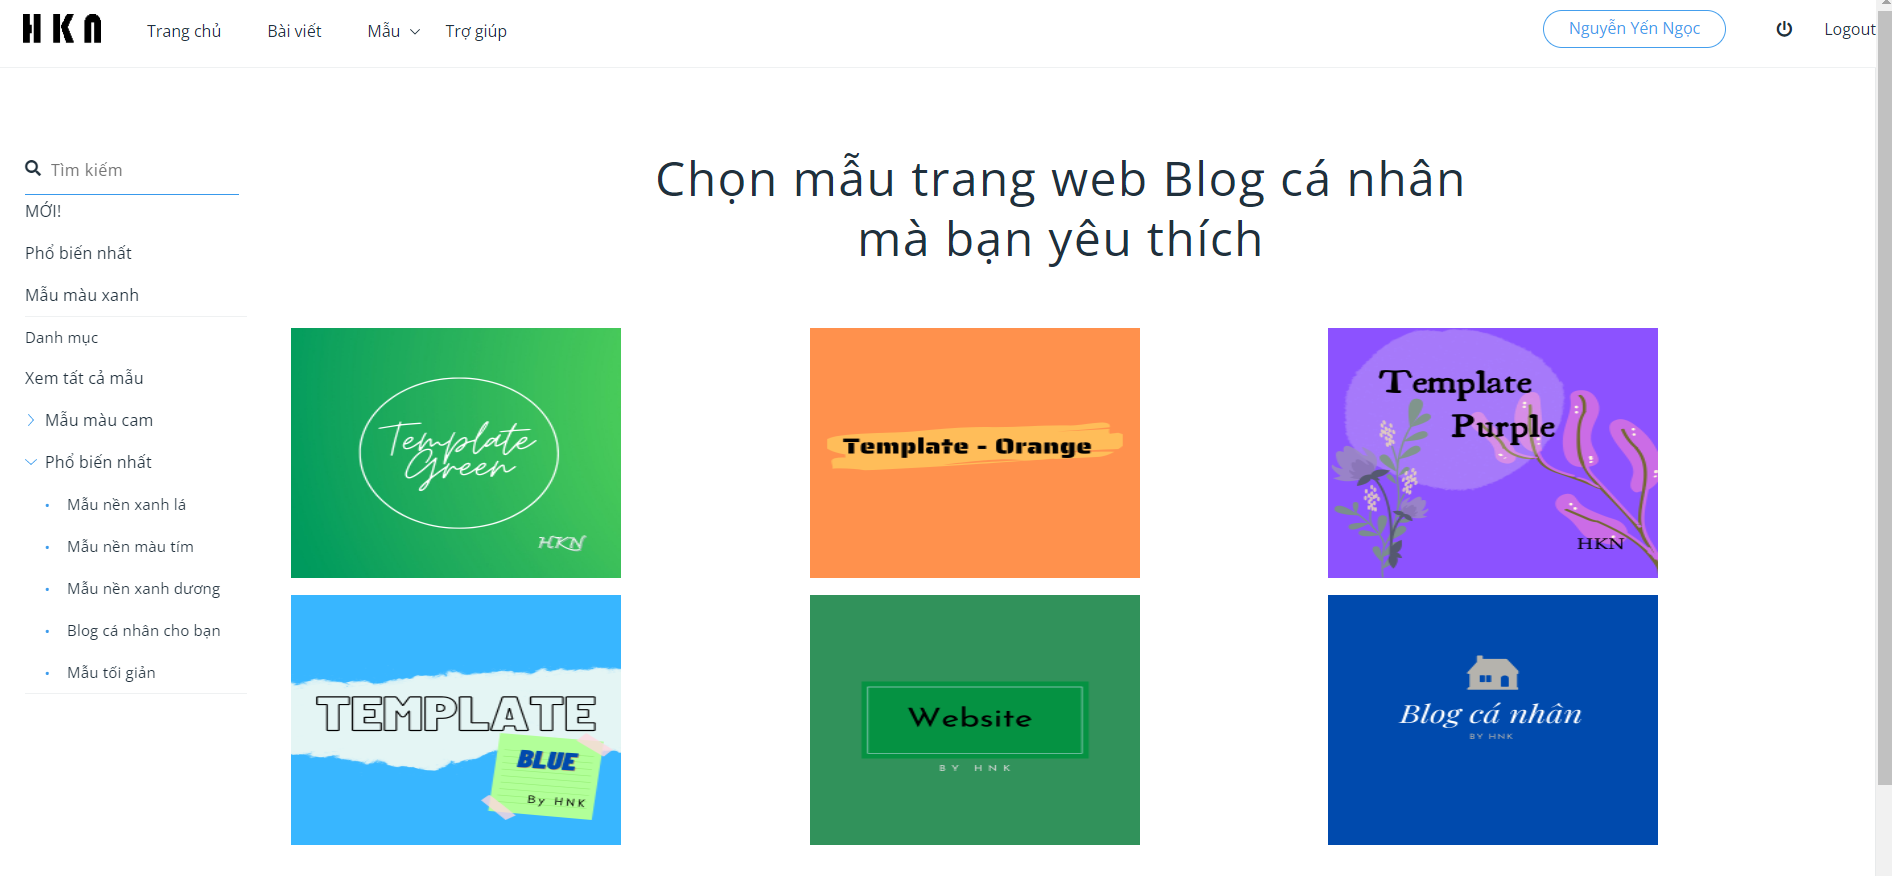 HKN
Trang chủ
Bài viết
Mẫu
Trợ giúp
Nguyễn Yến Ngọc
Logout
Tìm kiếm
MỚI!
Phổ biến nhất
Mẫu màu xanh
Danh mục
Xem tất cả mẫu
Mẫu màu cam
Phổ biến nhất
Mẫu nền xanh lá
Mẫu nền màu tím
Mẫu nền xanh dương
Blog cá nhân cho bạn
Mẫu tối giản
Chọn mẫu trang web Blog cá nhân
mà bạn yêu thích
Template
Green
HKN
Template - Orange
Template
Purple
HKN
TEMPLATE
BLUE
By HNK
Website
BY HNK
Blog cá nhân
BY HNK